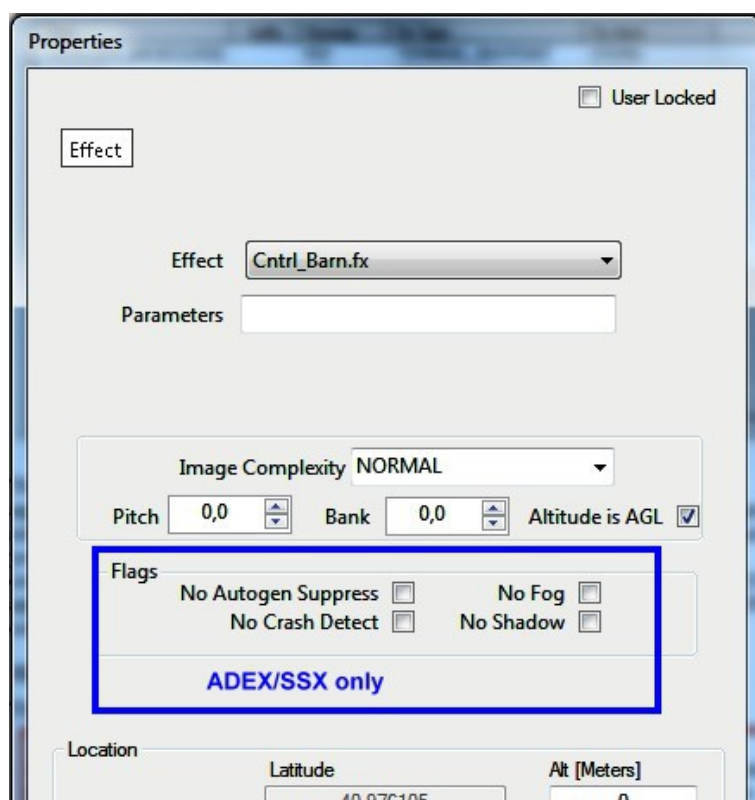 Properties
User Locked
Effect
Effect Cntrl_Barn.fx
Parameters
Image Complexity NORMAL
Pitch 0,0 Bank 0,0 Altitude is AGL
Flags
No Autogen Suppress No Fog
No Crash Detect No Shadow
ADEX/SSX only
Location
Latitude Alt [Meters]